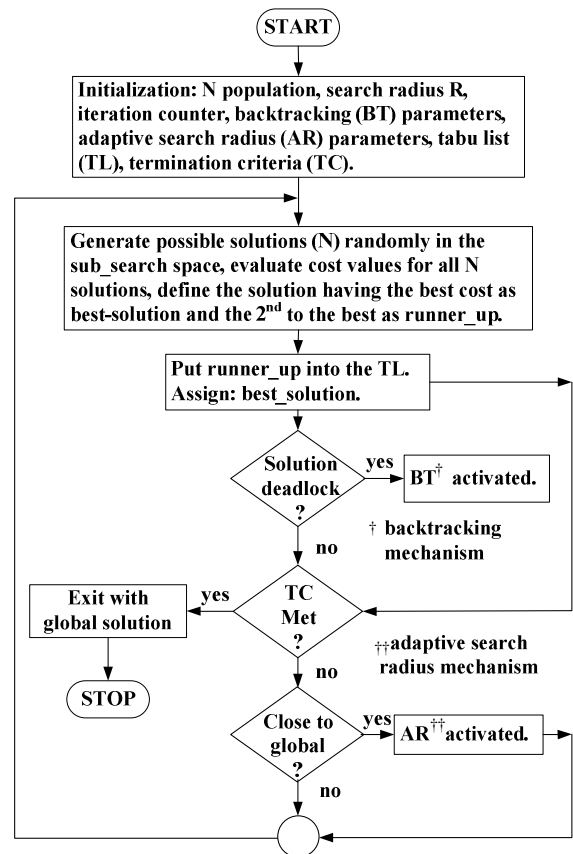 START
Initialization: N population, search radius R,
iteration counter, backtracking (BT) parameters,
adaptive search radius (AR) parameters, tabu list
(TL), termination criteria (TC).
Generate possible solutions (N) randomly in the
sub_search space, evaluate cost values for all N
solutions, define the solution having the best cost as
best-solution and the 2nd to the best as runner_up.
Put runner_up into the TL.
Assign: best_solution.
Solution
deadlock
?
yes
BT† activated.
† backtracking
mechanism
no
TC
Met
?
yes
Exit with
global solution
STOP
††adaptive search
radius mechanism
no
Close to
global
?
yes
AR††activated.
no